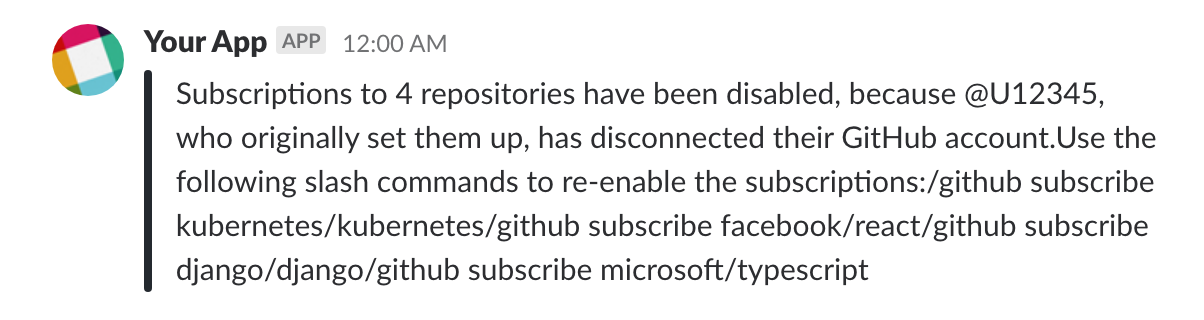 Your App APP 12:00 AM
Subscriptions to 4 repositories have been disabled, because @U12345,
who originally set them up, has disconnected their GitHub account.Use the
following slash commands to re-enable the subscriptions:/github subscribe
kubernetes/kubernetes/github subscribe facebook/react/github subscribe
django/django/github subscribe microsoft/typescript